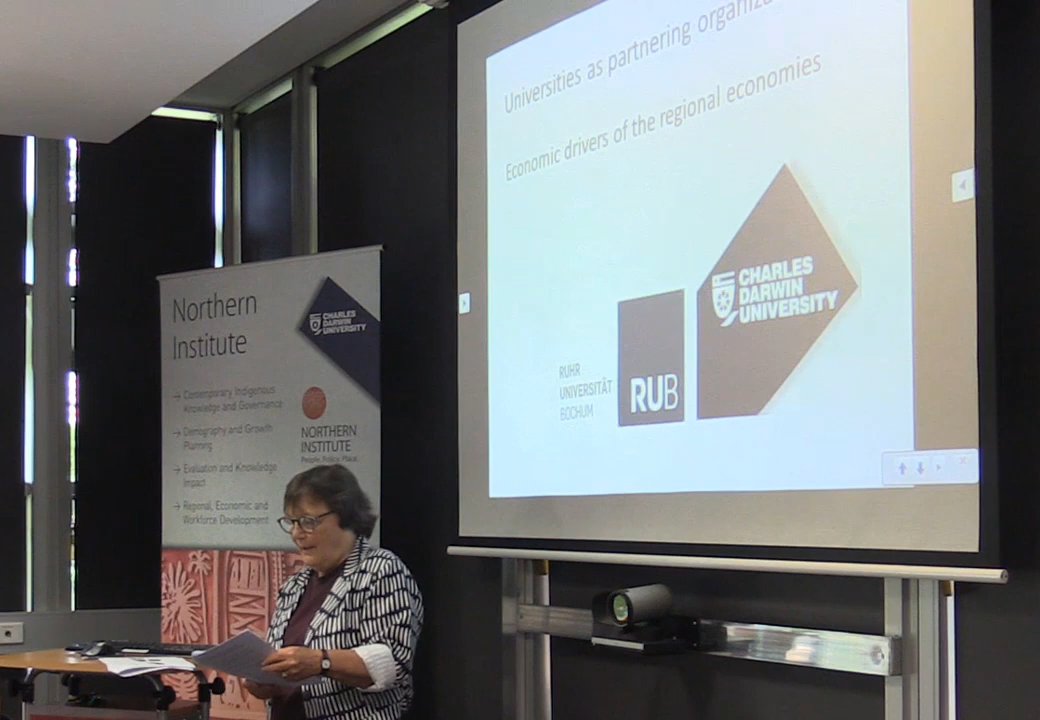 Universities as partnering
Economic drivers of the regional economies
CHARLES
DARWIN
UNIVERSITY
RUHR
UNIVERSITÄT
BOCHUM
RUB
Northern
Institute
CHARLES
DARWIN
UNIVERSITY
→ Contemporary Indigenous
Knowledge and Governance
→ Demography and Growth
Planning
→ Evaluation and Knowledge
Impact
→ Regional, Economic and
Workforce Development
NORTHERN
INSTITUTE
People. Policy. Place.